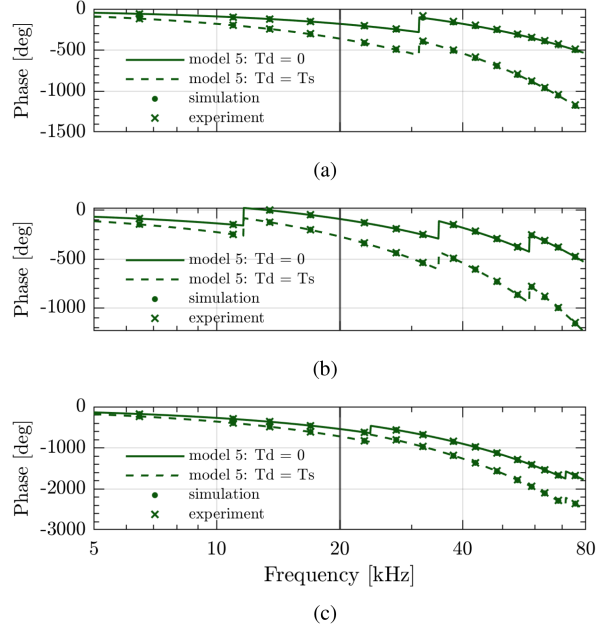 0
-500
-1000
-1500
Phase [deg]
model 5: Td = 0
model 5: Td = Ts
simulation
experiment
(a)
0
-500
-1000
Phase [deg]
model 5: Td = 0
model 5: Td = Ts
simulation
experiment
(b)
0
-1000
-2000
-3000
Phase [deg]
model 5: Td = 0
model 5: Td = Ts
simulation
experiment
5 10 20 40 80
Frequency [kHz]
(c)